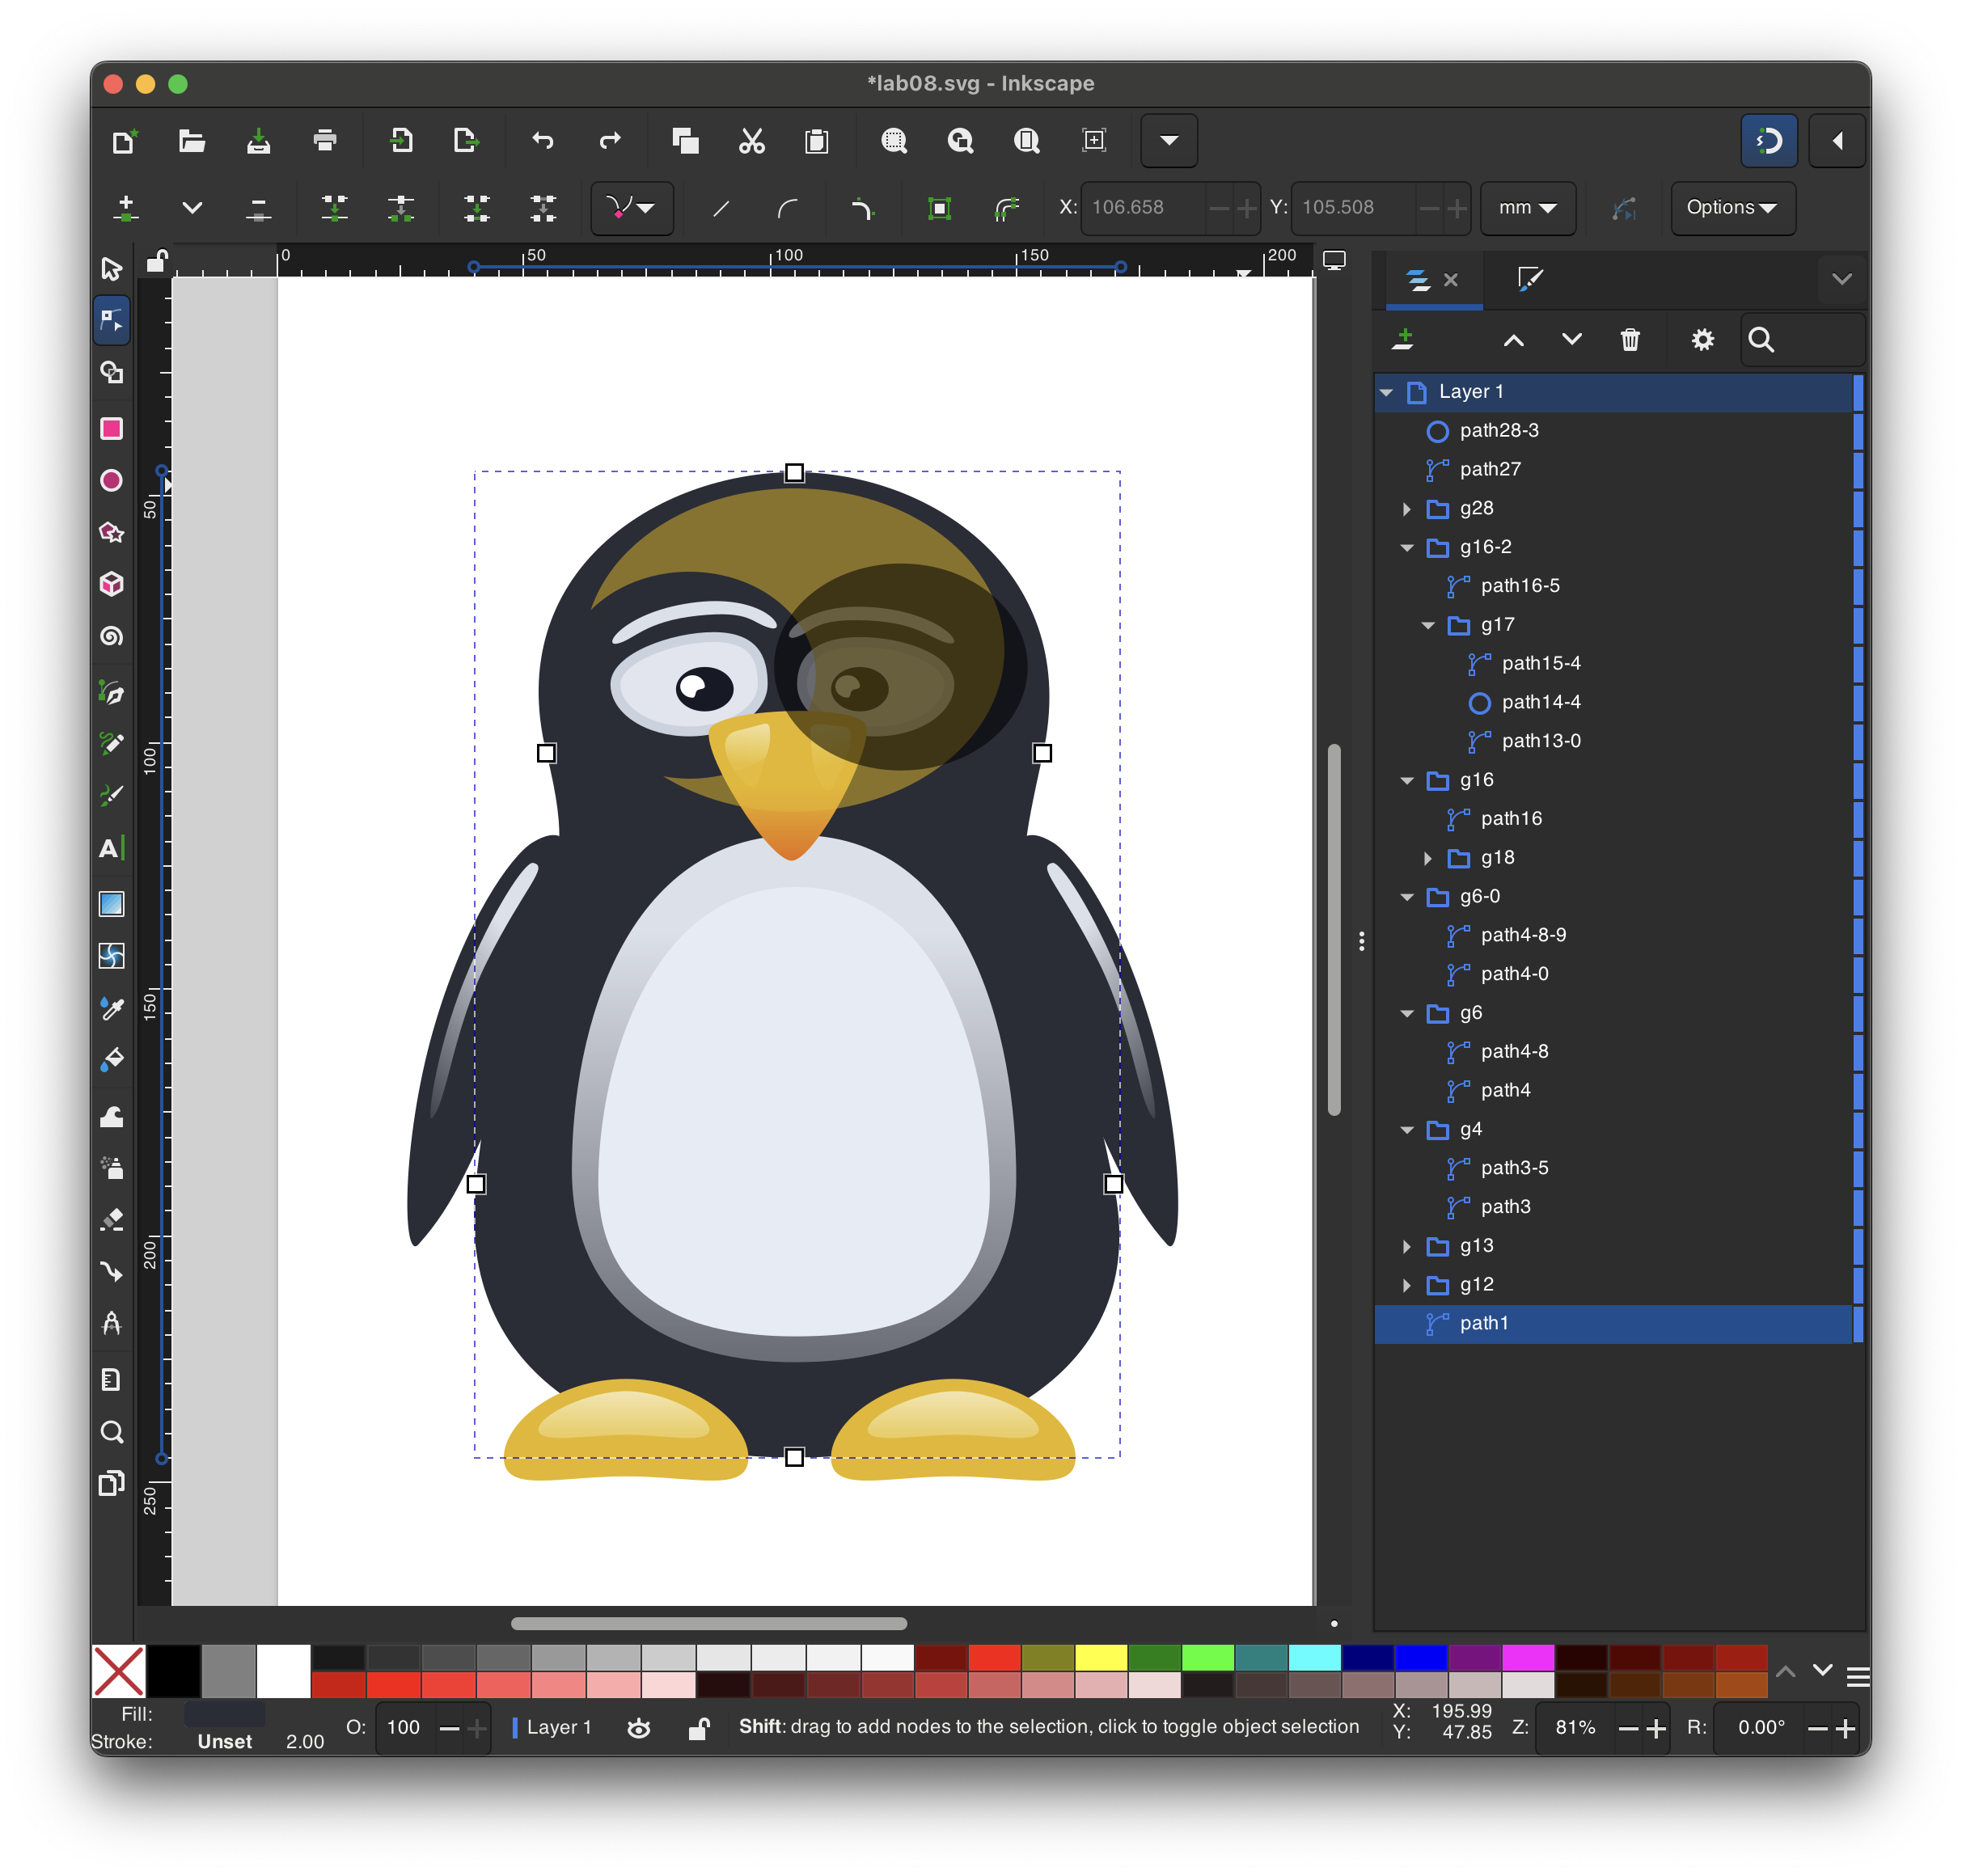 *lab08.svg - Inkscape
X: 106.658 Y: 105.508 mm Options
0 50 100 150 200
50
100
150
200
250
Layer 1
path28-3
path27
g28
g16-2
path16-5
g17
path15-4
path14-4
path13-0
g16
path16
g18
g6-0
path4-8-9
path4-0
g6
path4-8
path4
g4
path3-5
path3
g13
g12
path1
Fill:
Stroke: Unset 2.00
O: 100
Layer 1
Shift: drag to add nodes to the selection, click to toggle object selection
X: 195.99
Y: 47.85
Z: 81%
R: 0.00°